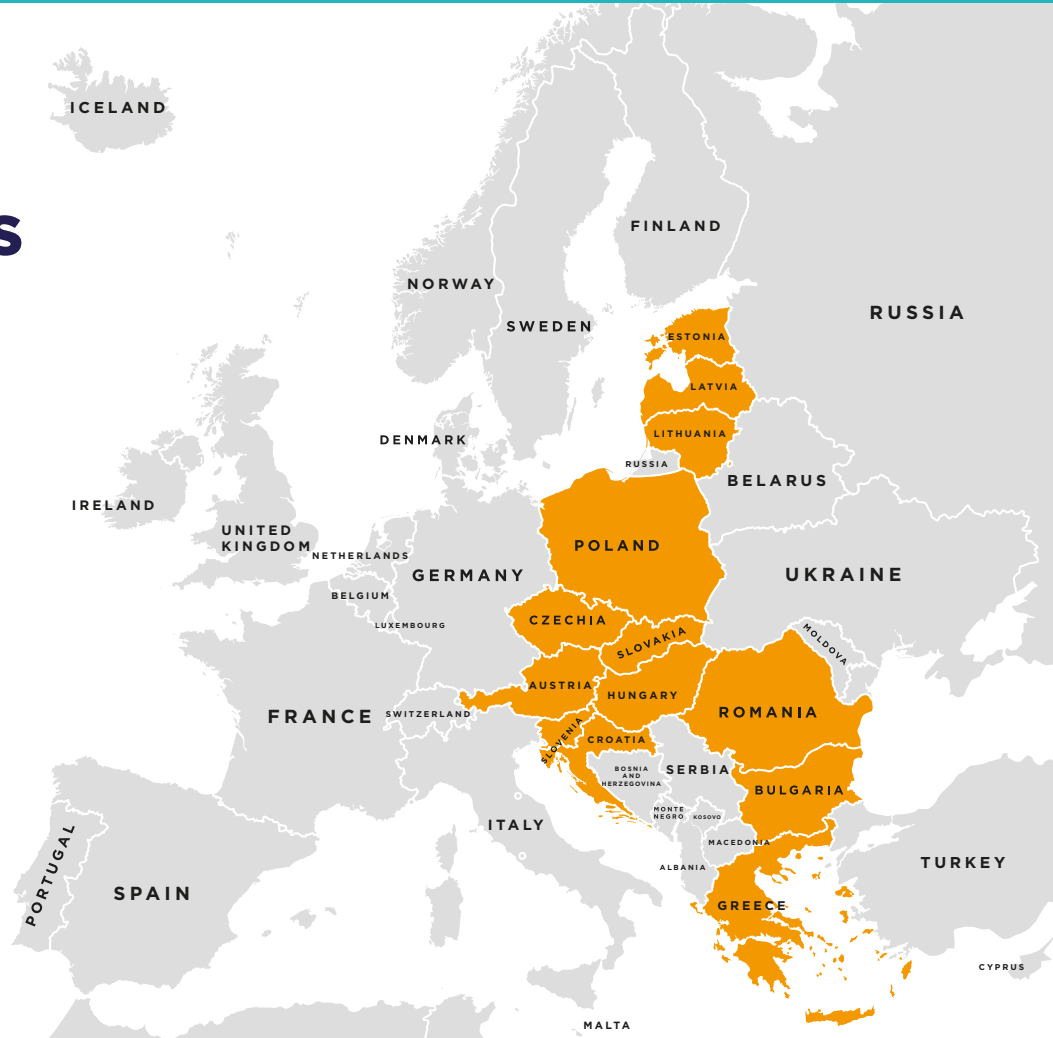 ICELAND
S
FINLAND
NORWAY
RUSSIA
SWEDEN
ESTONIA
LATVIA
LITHUANIA
DENMARK
RUSSIA
BELARUS
IRELAND
UNITED
KINGDOM
NETHERLANDS
POLAND
GERMANY
UKRAINE
BELGIUM
LUXEMBOURG
CZECHIA
SLOVAKIA
MOLDOVA
AUSTRIA
HUNGARY
FRANCE
SWITZERLAND
ROMANIA
SLOVENIA
CROATIA
BOSNIA
AND
HERZEGOVINA
SERBIA
BULGARIA
MONTE
NEGRO
KOSOVO
ITALY
MACEDONIA
ALBANIA
TURKEY
PORTUGAL
SPAIN
GREECE
CYPRUS
MALTA